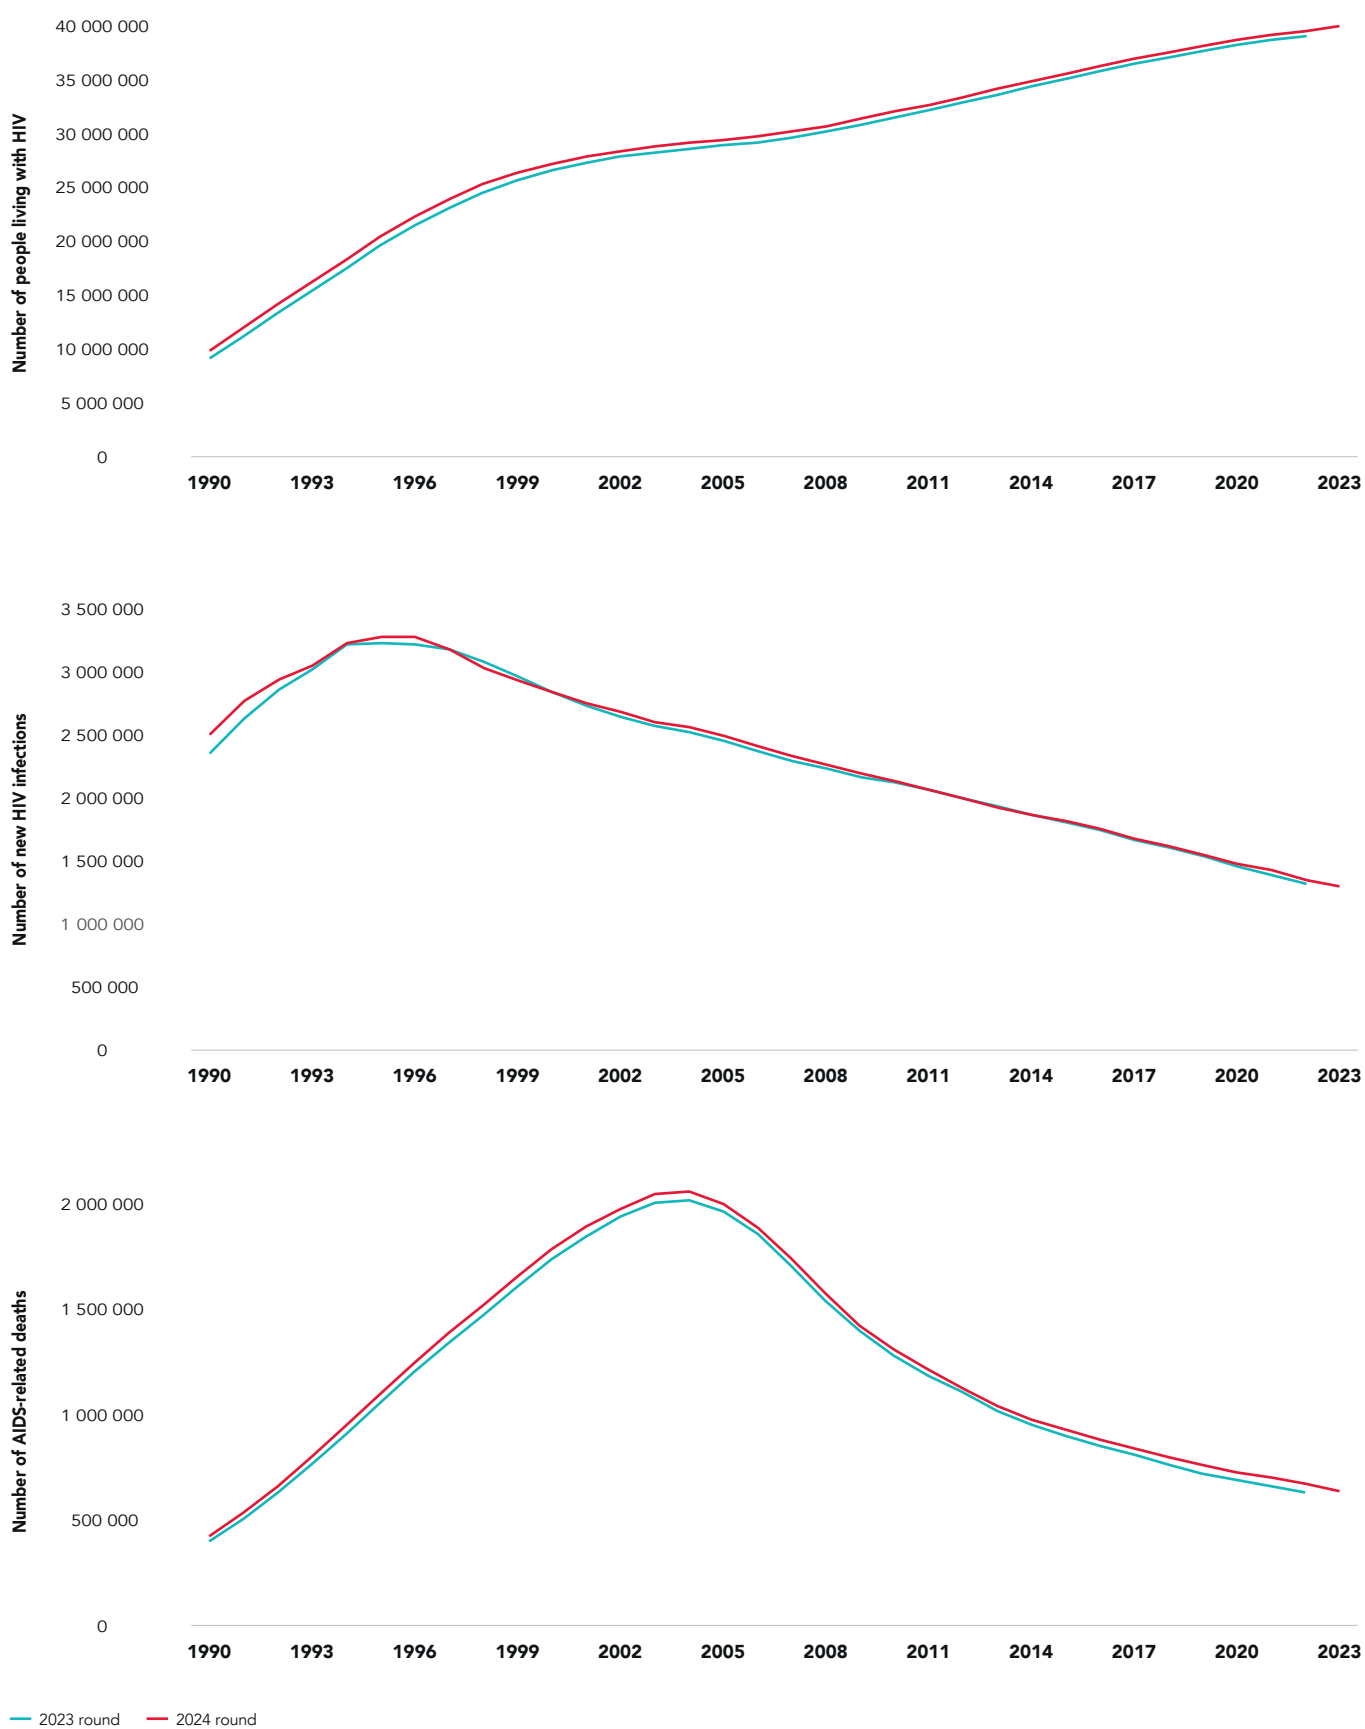 Number of people living with HIV
40 000 000
35 000 000
30 000 000
25 000 000
20 000 000
15 000 000
10 000 000
5 000 000
0
1990 1993 1996 1999 2002 2005 2008 2011 2014 2017 2020 2023
Number of new HIV infections
3 500 000
3 000 000
2 500 000
2 000 000
1 500 000
1 000 000
500 000
0
1990 1993 1996 1999 2002 2005 2008 2011 2014 2017 2020 2023
Number of AIDS-related deaths
2 000 000
1 500 000
1 000 000
500 000
0
1990 1993 1996 1999 2002 2005 2008 2011 2014 2017 2020 2023
2023 round 2024 round